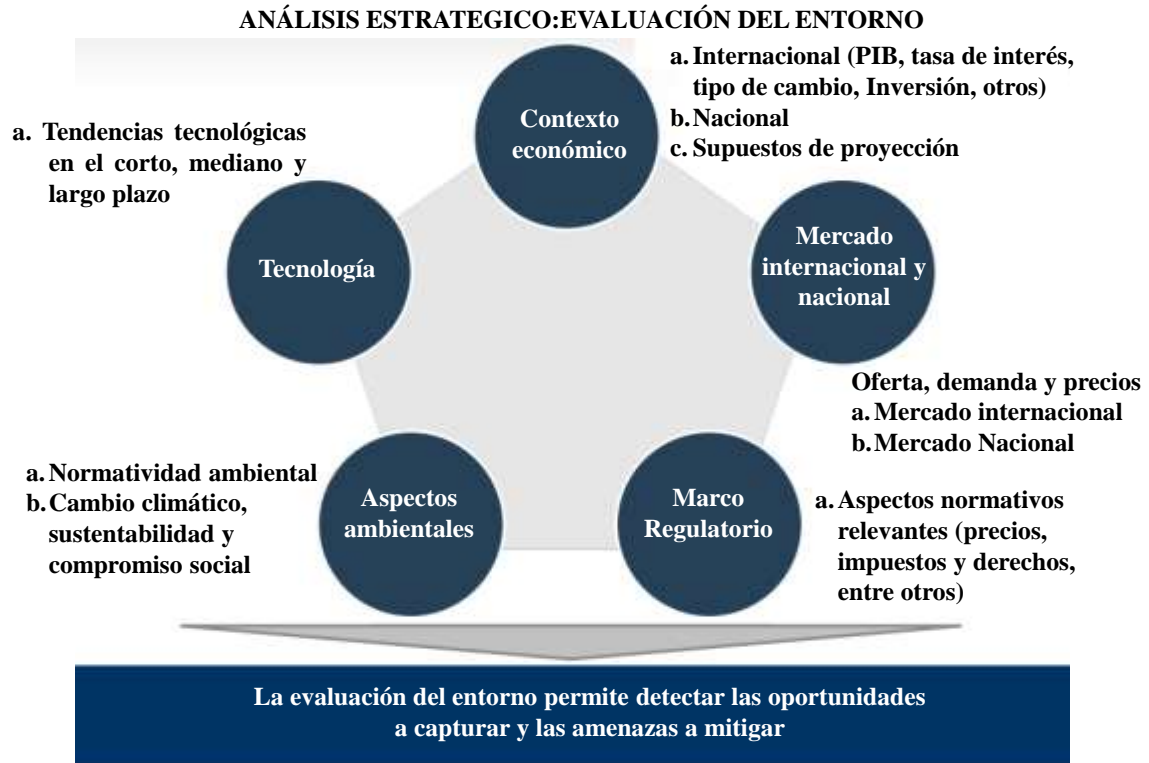 ANÁLISIS ESTRATEGICO:EVALUACIÓN DEL ENTORNO
a. Internacional (PIB, tasa de interés,
tipo de cambio, Inversión, otros)
b. Nacional
c. Supuestos de proyección
Contexto
económico
a. Tendencias tecnológicas
en el corto, mediano y
largo plazo
Tecnología
Mercado
internacional y
nacional
Oferta, demanda y precios
a. Mercado internacional
b. Mercado Nacional
a. Normatividad ambiental
b. Cambio climático,
sustentabilidad y
compromiso social
Aspectos
ambientales
Marco
Regulatorio
a. Aspectos normativos
relevantes (precios,
impuestos y derechos,
entre otros)
La evaluación del entorno permite detectar las oportunidades
a capturar y las amenazas a mitigar